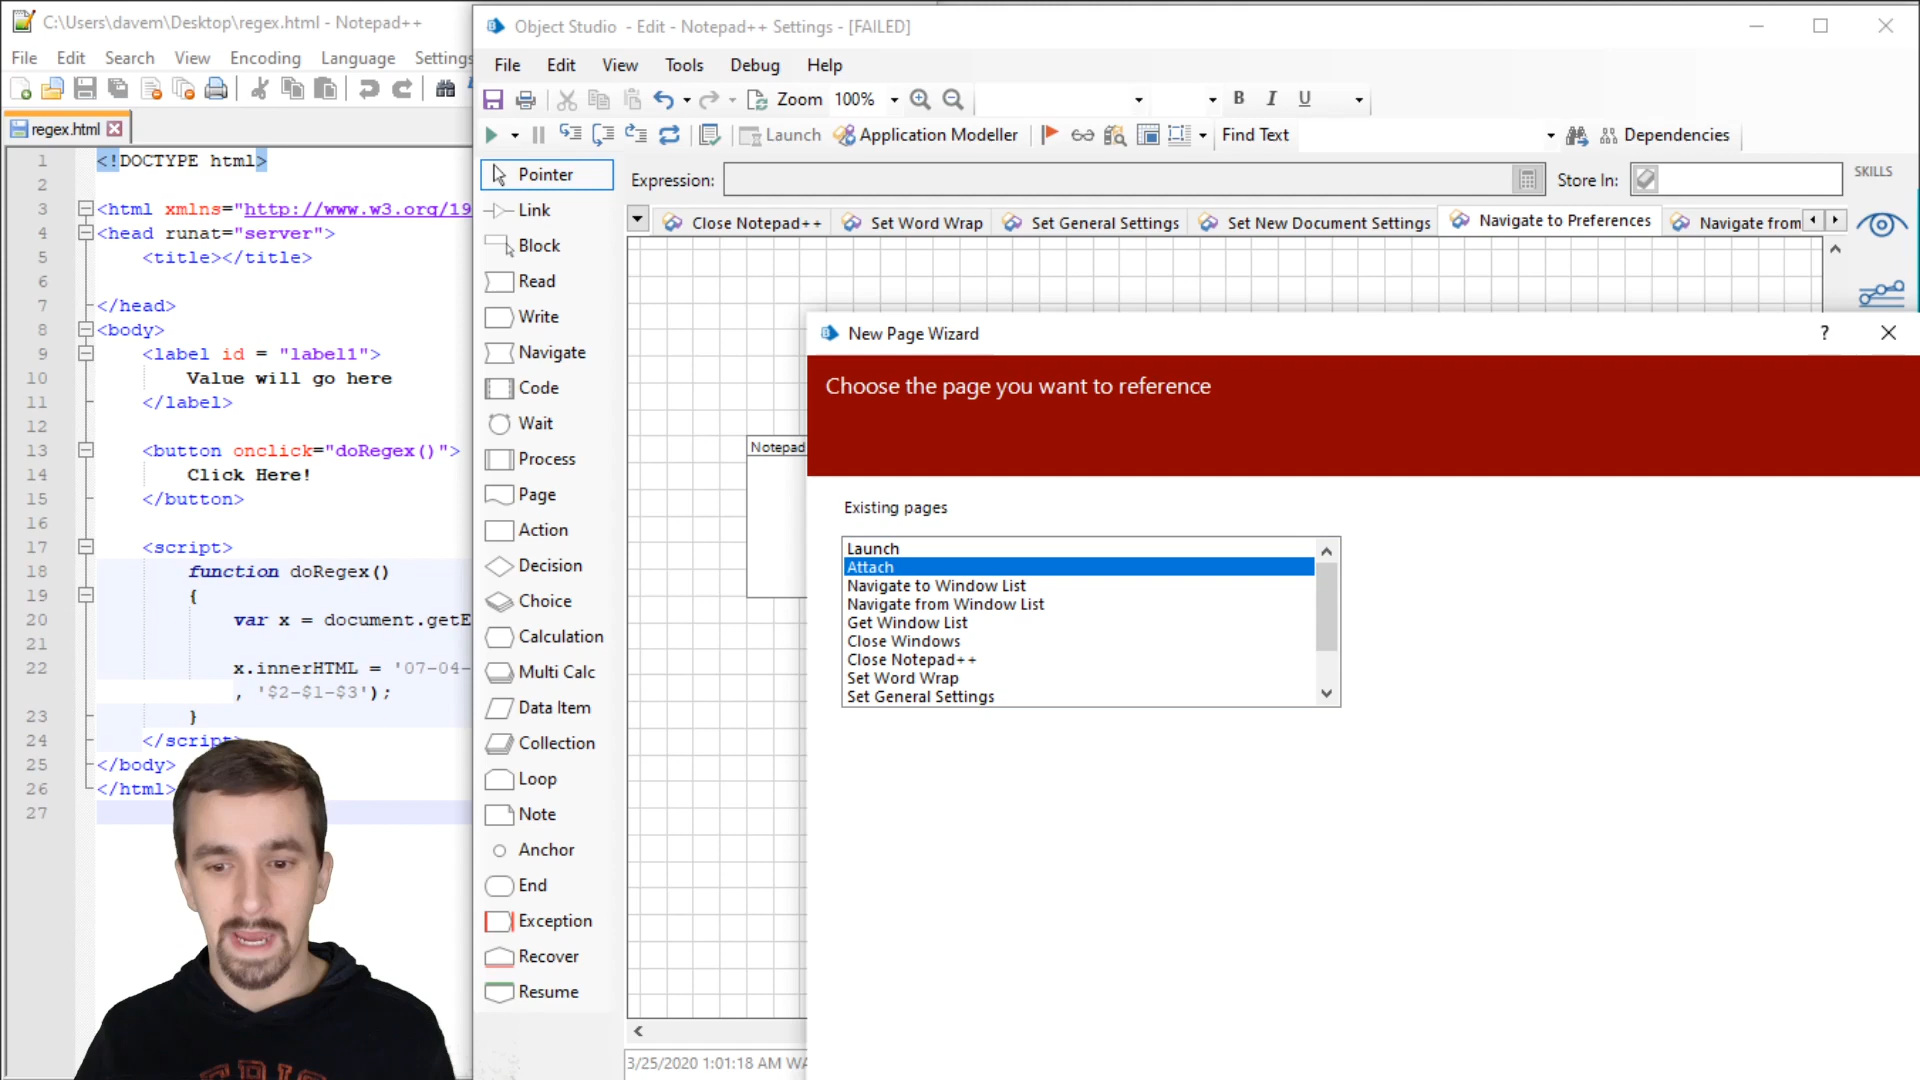 C:\Users\davem\Desktop\regex.html - Notepad++
File Edit Search View Encoding Language Settings
regex.html
1 <!DOCTYPE html>
2
3 <html xmlns="http://www.w3.org/19
4 <head runat="server">
5 <title></title>
6
7 </head>
8 <body>
9 <label id = "label1">
10 Value will go here
11 </label>
12
13 <button onclick="doRegex()">
14 Click Here!
15 </button>
16
17 <script>
18 function doRegex()
19 {
20 var x = document.getE
21
22 x.innerHTML = '07-04-
, '$2-$1-$3');
23 }
24 </script>
25 </body>
26 </html>
27
Object Studio - Edit - Notepad++ Settings - [FAILED]
File Edit View Tools Debug Help
Zoom 100% B I U
Launch Application Modeller Find Text Dependencies
Expression: Store In: SKILLS
Close Notepad++ Set Word Wrap Set General Settings Set New Document Settings Navigate to Preferences Navigate from
Pointer
Link
Block
Read
Write
Navigate
Code
Wait
Process
Page
Action
Decision
Choice
Calculation
Multi Calc
Data Item
Collection
Loop
Note
Anchor
End
Exception
Recover
Resume
Notepad
3/25/2020 1:01:18 AM WA
New Page Wizard ?
Choose the page you want to reference
Existing pages
Launch
Attach
Navigate to Window List
Navigate from Window List
Get Window List
Close Windows
Close Notepad++
Set Word Wrap
Set General Settings